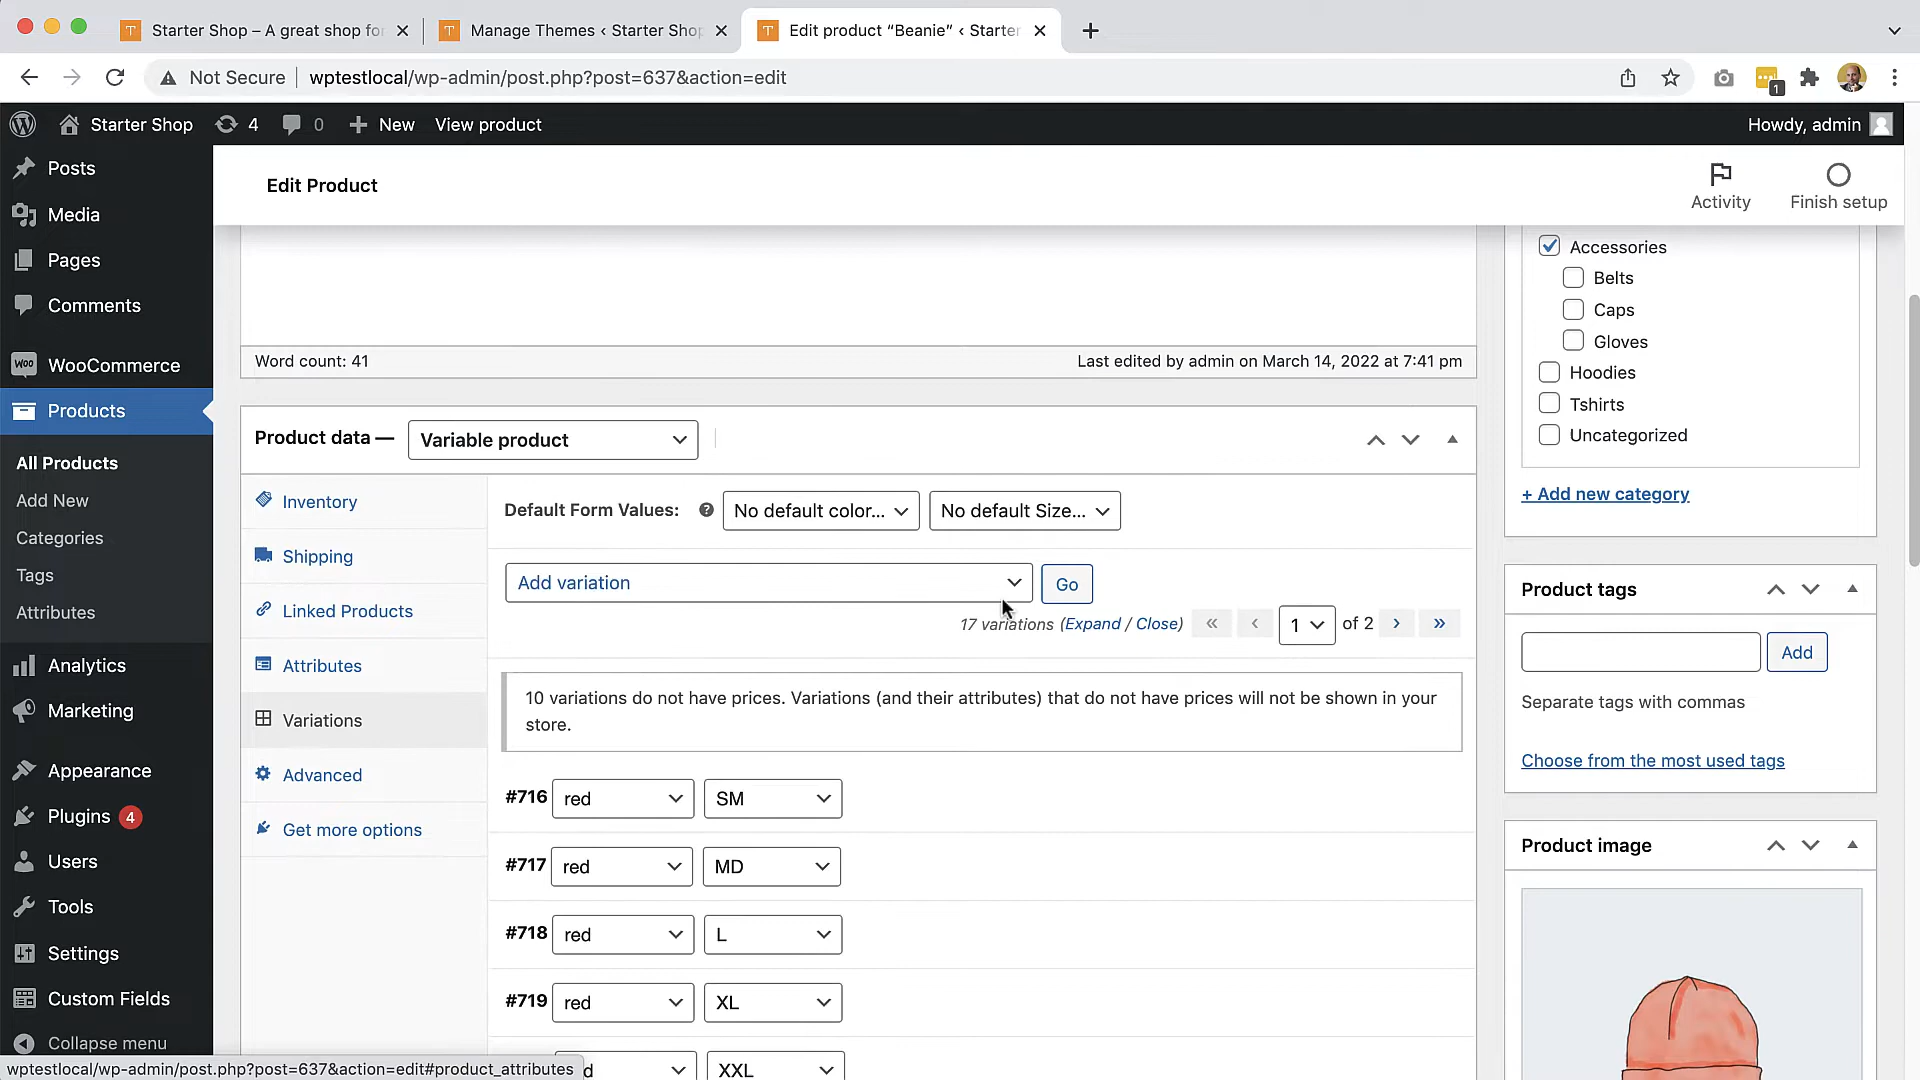 Starter Shop – A great shop for
Manage Themes ‹ Starter Shop
Edit product “Beanie” ‹ Starter
Not Secure
wptestlocal/wp-admin/post.php?post=637&action=edit
1
Starter Shop
4
0
New
View product
Howdy, admin
Posts
Media
Pages
Comments
WooCommerce
Products
All Products
Add New
Categories
Tags
Attributes
Analytics
Marketing
Appearance
Plugins 4
Users
Tools
Settings
Custom Fields
Collapse menu
Edit Product
Activity
Finish setup
Word count: 41
Last edited by admin on March 14, 2022 at 7:41 pm
Product data —
Variable product
Inventory
Shipping
Linked Products
Attributes
Variations
Advanced
Get more options
Default Form Values:
No default color...
No default Size...
Add variation
Go
17 variations (Expand / Close)
« ‹ 1 of 2 › »
10 variations do not have prices. Variations (and their attributes) that do not have prices will not be shown in your
store.
#716 red SM
#717 red MD
#718 red L
#719 red XL
XXL
Accessories
Belts
Caps
Gloves
Hoodies
Tshirts
Uncategorized
+ Add new category
Product tags
Add
Separate tags with commas
Choose from the most used tags
Product image
wptestlocal/wp-admin/post.php?post=637&action=edit#product_attributes